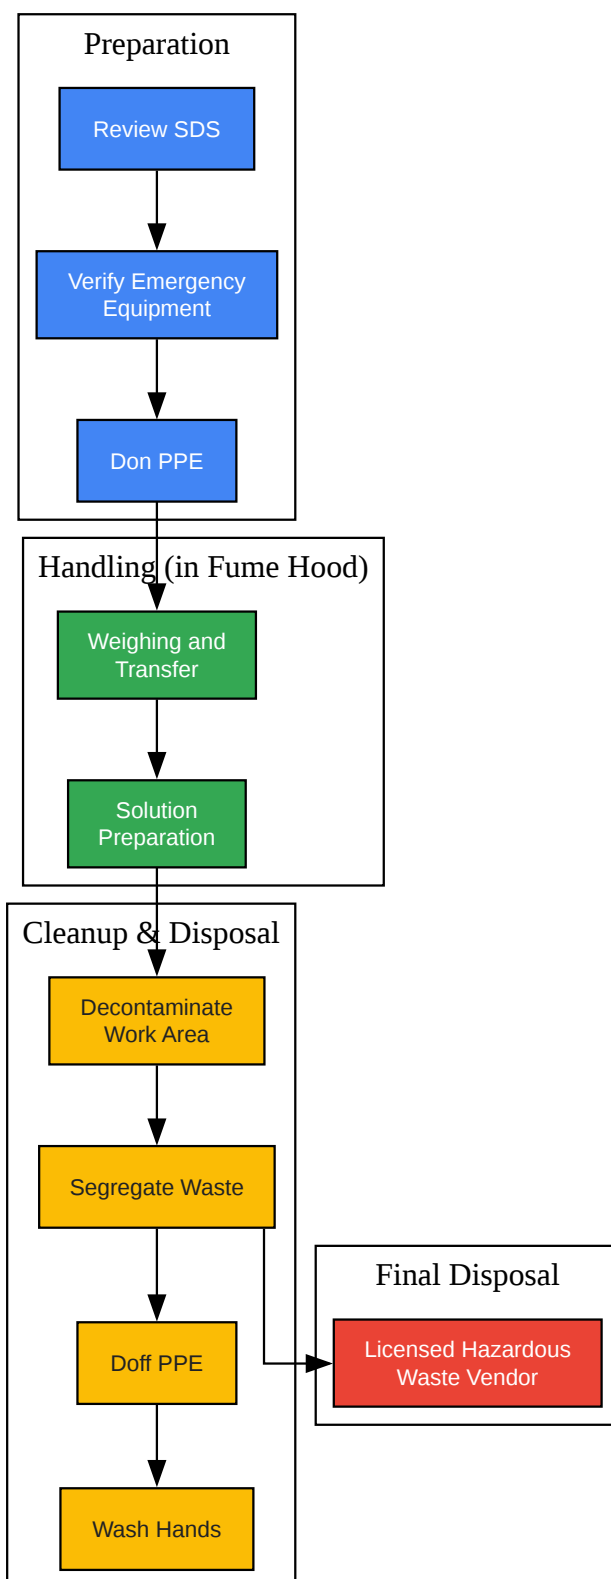 Preparation
Review SDS
Verify Emergency
Equipment
Don PPE
Handling (in Fume Hood)
Weighing and
Transfer
Solution
Preparation
Cleanup & Disposal
Decontaminate
Work Area
Segregate Waste
Final Disposal
Licensed Hazardous
Waste Vendor
Doff PPE
Wash Hands